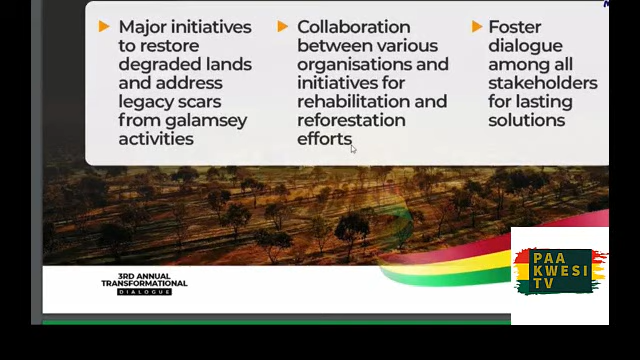 Major initiatives
to restore
degraded lands
and address
legacy scars
from galamsey
activities
Collaboration
between various
organisations and
initiatives for
rehabilitation and
reforestation
efforts
Foster
dialogue
among all
stakeholders
for lasting
solutions
3RD ANNUAL
TRANSFORMATIONAL
DIALOGUE
PAA
KWESI
TV